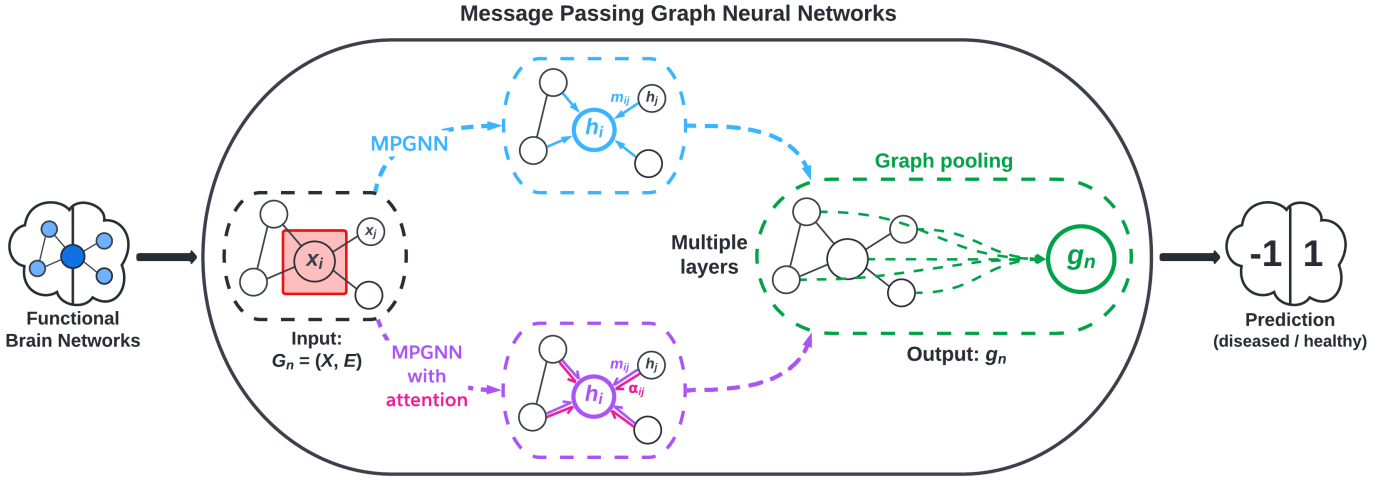 Message Passing Graph Neural Networks
Functional
Brain Networks
x_i
x_j
Input:
G_n = (X, E)
MPGNN
m_ij
h_j
h_i
MPGNN
with
attention
m_ij
h_j
α_ij
h_i
Multiple
layers
Graph pooling
g_n
Output: g_n
-1 1
Prediction
(diseased / healthy)